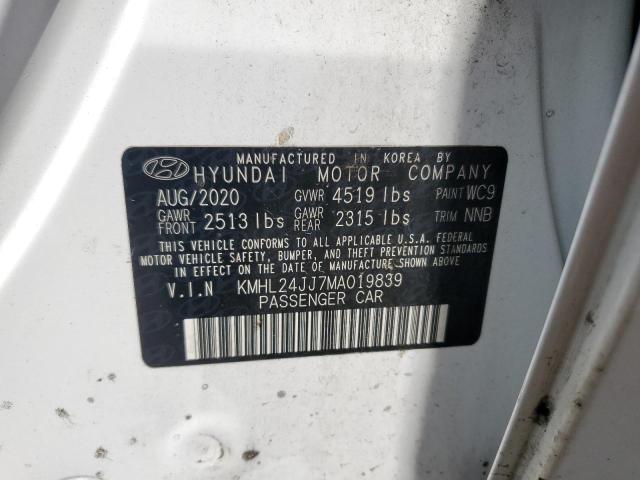 MANUFACTURED IN KOREA BY
HYUNDAI MOTOR COMPANY
AUG/2020 GVWR 4519 lbs PAINT WC9
GAWR FRONT 2513 lbs GAWR REAR 2315 lbs TRIM NNB
THIS VEHICLE CONFORMS TO ALL APPLICABLE U.S.A. FEDERAL
MOTOR VEHICLE SAFETY, BUMPER, AND THEFT PREVENTION STANDARDS
IN EFFECT ON THE DATE OF MANUFACTURE SHOWN ABOVE
V.I.N KMHL24JJ7MA019839
PASSENGER CAR